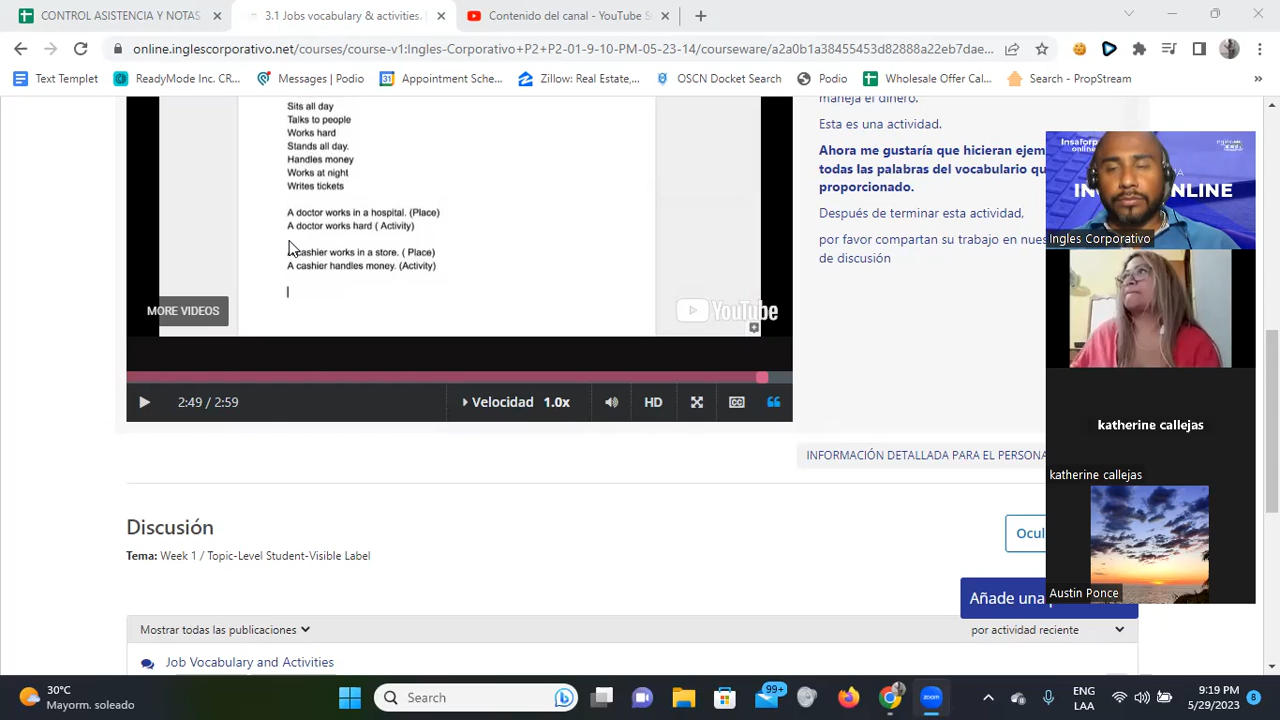 CONTROL ASISTENCIA Y NOTAS
3.1 Jobs vocabulary & activities.
Contenido del canal - YouTube S
online.inglescorporativo.net/courses/course-v1:Ingles-Corporativo+P2+P2-01-9-10-PM-05-23-14/courseware/a2a0b1a38455453d82888a22eb7dae...
Text Templet
ReadyMode Inc. CR...
Messages | Podio
Appointment Sche...
Zillow: Real Estate,...
OSCN Docket Search
Podio
Wholesale Offer Cal...
Search - PropStream
»
Sits all day
Talks to people
Works hard
Stands all day.
Handles money
Works at night
Writes tickets
A doctor works in a hospital. (Place)
A doctor works hard ( Activity)
cashier works in a store. ( Place)
A cashier handles money. (Activity)
MORE VIDEOS
YouTube
2:49 / 2:59
Velocidad 1.0x
HD
CC
maneja el dinero.
Esta es una actividad.
Ahora me gustaría que hicieran ejem
todas las palabras del vocabulario qu
proporcionado.
Después de terminar esta actividad,
por favor compartan su trabajo en nues
de discusión
INFORMACIÓN DETALLADA PARA EL PERSONA
Insaforp
online
IN
NLINE
Ingles Corporativo
katherine callejas
katherine callejas
Austin Ponce
Discusión
Ocul
Tema: Week 1 / Topic-Level Student-Visible Label
Añade una
Mostrar todas las publicaciones
por actividad reciente
Job Vocabulary and Activities
30°C
Mayorm. soleado
Search
99+
zoom
ENG
LAA
9:19 PM
5/29/2023
8